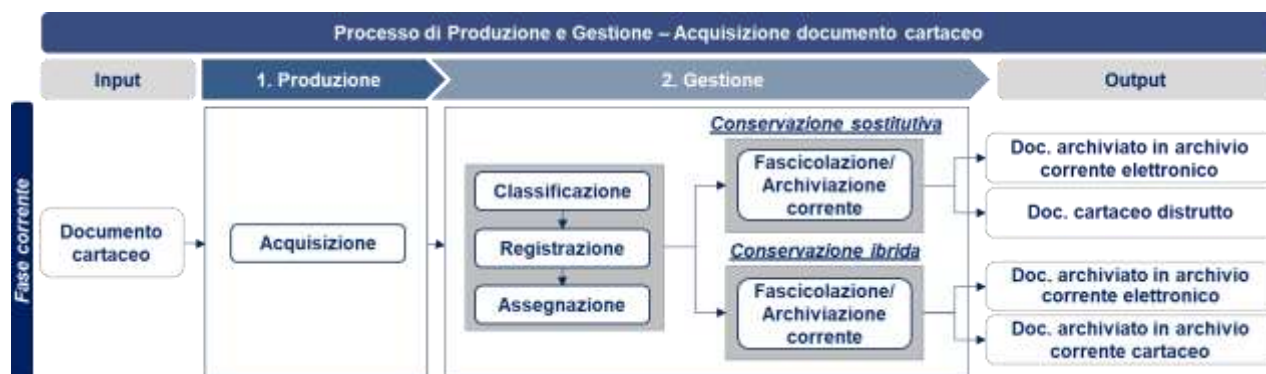 Processo di Produzione e Gestione – Acquisizione documento cartaceo
Input
1. Produzione
2. Gestione
Output
Fase corrente
Documento
cartaceo
Acquisizione
Classificazione
Registrazione
Assegnazione
Conservazione sostitutiva
Fascicolazione/
Archiviazione
corrente
Conservazione ibrida
Fascicolazione/
Archiviazione
corrente
Doc. archiviato in archivio
corrente elettronico
Doc. cartaceo distrutto
Doc. archiviato in archivio
corrente elettronico
Doc. archiviato in archivio
corrente cartaceo